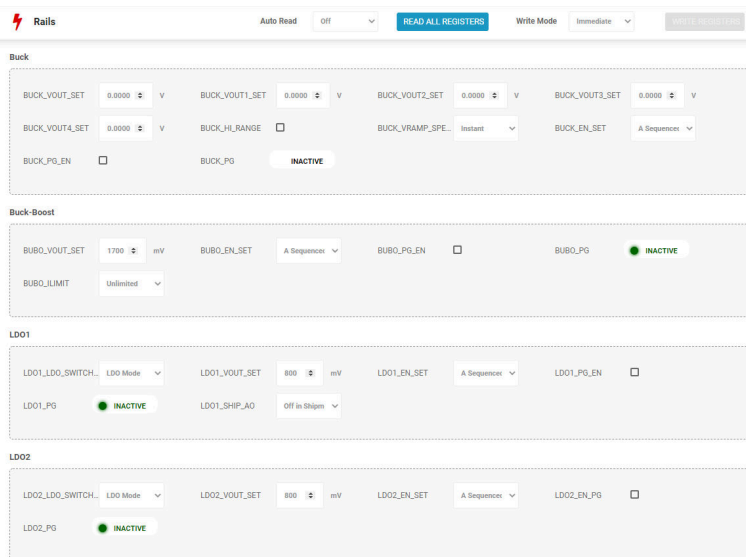 Rails Auto Read Off READ ALL REGISTERS Write Mode Immediate WRITE REGISTERS
Buck
BUCK_VOUT_SET 0.0000 V BUCK_VOUT1_SET 0.0000 V BUCK_VOUT2_SET 0.0000 V BUCK_VOUT3_SET 0.0000 V
BUCK_VOUT4_SET 0.0000 V BUCK_HI_RANGE BUCK_VRAMP_SPE... Instant BUCK_EN_SET A Sequencer
BUCK_PG_EN BUCK_PG INACTIVE
Buck-Boost
BUBO_VOUT_SET 1700 mV BUBO_EN_SET A Sequencer BUBO_PG_EN BUBO_PG INACTIVE
BUBO_ILIMIT Unlimited
LDO1
LDO1_LDO_SWITCH... LDO Mode LDO1_VOUT_SET 800 mV LDO1_EN_SET A Sequencer LDO1_PG_EN
LDO1_PG INACTIVE LDO1_SHIP_AO Off in Shipm
LDO2
LDO2_LDO_SWITCH... LDO Mode LDO2_VOUT_SET 800 mV LDO2_EN_SET A Sequencer LDO2_EN_PG
LDO2_PG INACTIVE